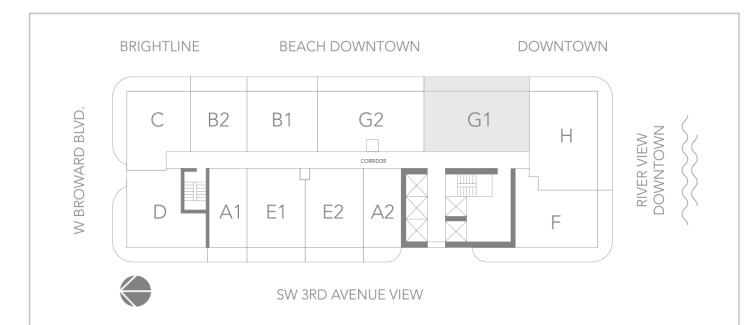 BRIGHTLINE
BEACH DOWNTOWN
DOWNTOWN
W BROWARD BLVD.
C
B2
B1
G2
G1
H
RIVER VIEW
DOWNTOWN
CORRIDOR
D
A1
E1
E2
A2
F
SW 3RD AVENUE VIEW